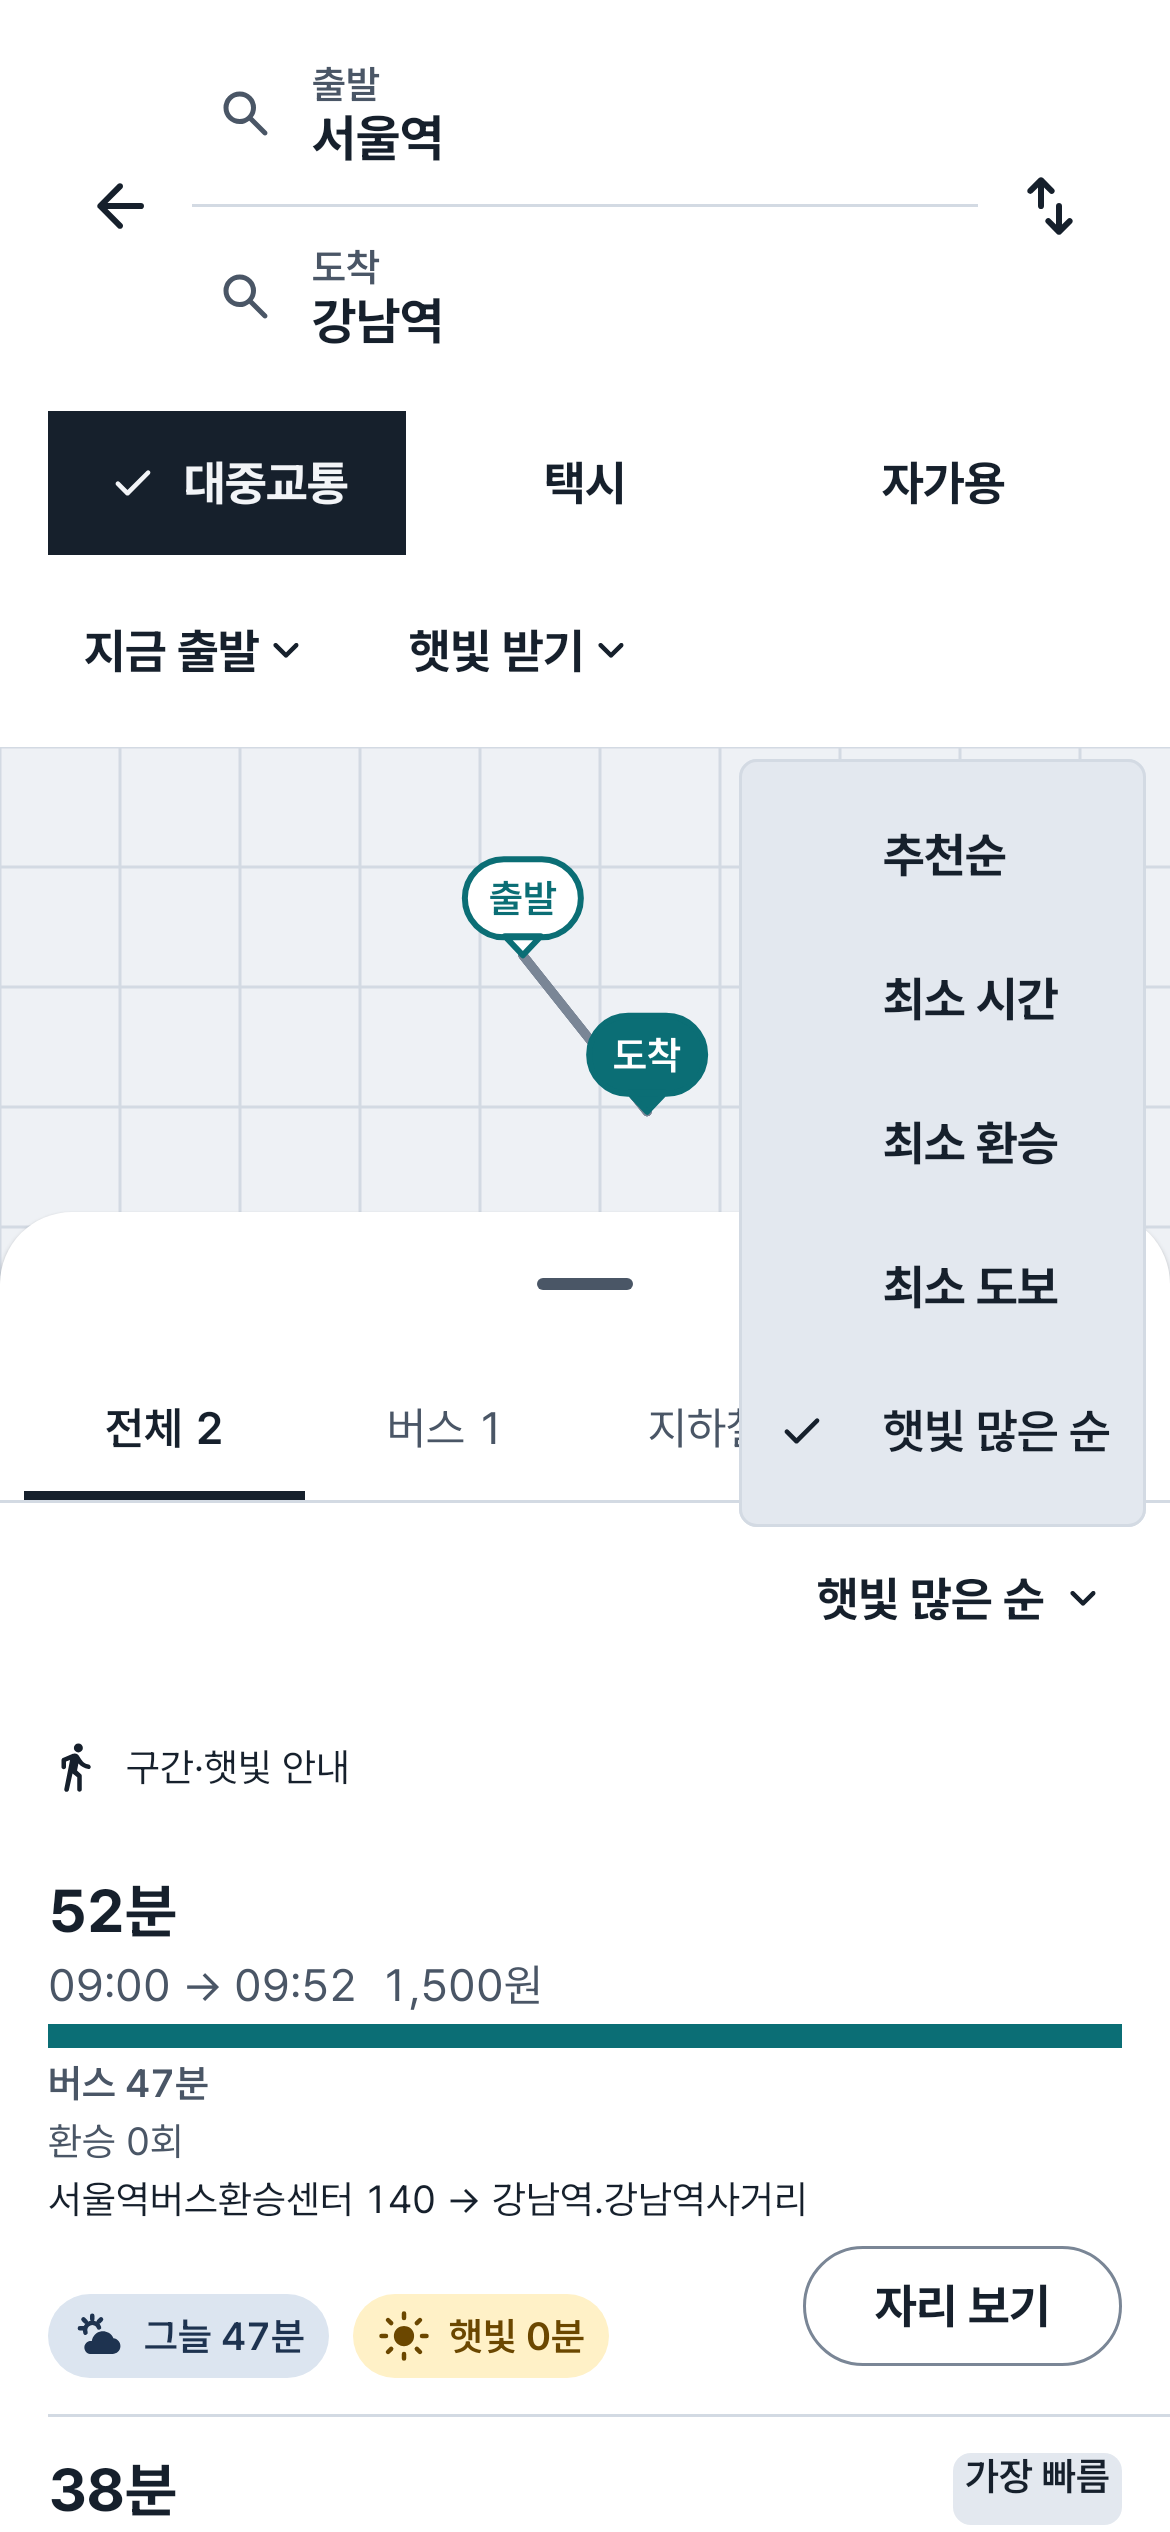 출발
서울역
도착
강남역
대중교통
택시
자가용
지금 출발
햇빛 받기
추천순
출발
최소 시간
도착
최소 환승
최소 도보
전체 2
버스 1
지하철
햇빛 많은 순
햇빛 많은 순
구간·햇빛 안내
52분
09:00 → 09:52 1,500원
버스 47분
환승 0회
서울역버스환승센터 140 → 강남역.강남역사거리
자리 보기
그늘 47분
햇빛 0분
38분
가장 빠름